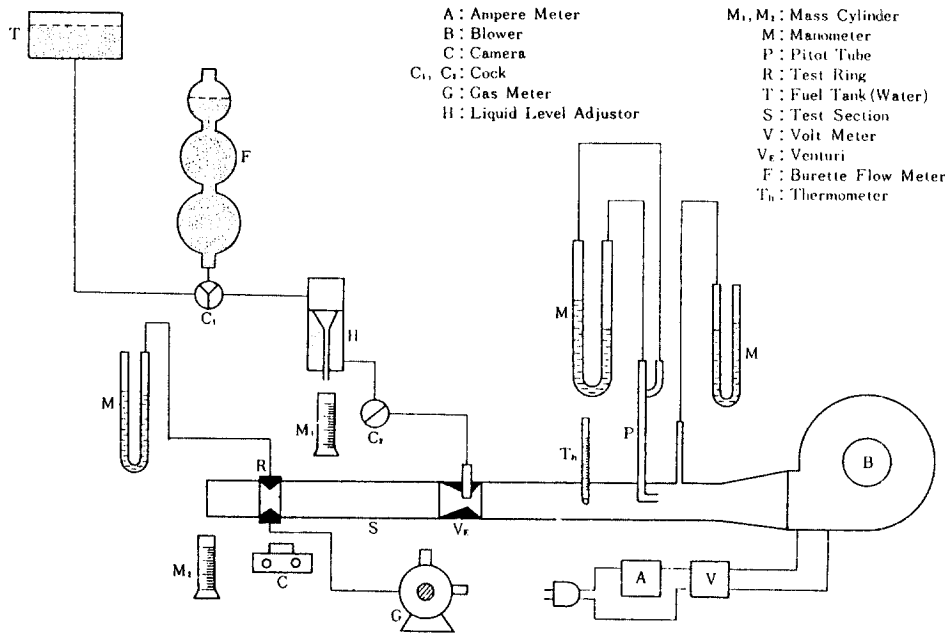 A : Ampere Meter
B : Blower
C : Camera
C₁, C₂ : Cock
G : Gas Meter
H : Liquid Level Adjustor
M₁, M₂ : Mass Cylinder
M : Manometer
P : Pitot Tube
R : Test Ring
T : Fuel Tank (Water)
S : Test Section
V : Volt Meter
V_E : Venturi
F : Burette Flow Meter
T_h : Thermometer
T
F
C₁
H
M
M
M
M₁
C₂
R
T_h
P
B
S
V_E
M₂
C
G
A
V